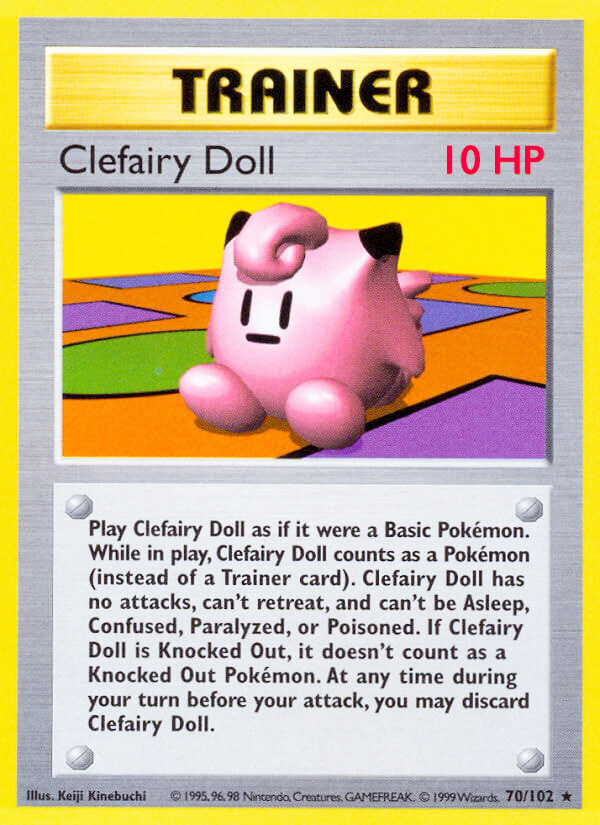 TRAINER
Clefairy Doll 10 HP
Play Clefairy Doll as if it were a Basic Pokémon.
While in play, Clefairy Doll counts as a Pokémon
(instead of a Trainer card). Clefairy Doll has
no attacks, can't retreat, and can't be Asleep,
Confused, Paralyzed, or Poisoned. If Clefairy
Doll is Knocked Out, it doesn't count as a
Knocked Out Pokémon. At any time during
your turn before your attack, you may discard
Clefairy Doll.
Illus. Keiji Kinebuchi © 1995, 96, 98 Nintendo, Creatures, GAMEFREAK. © 1999 Wizards. 70/102 ★